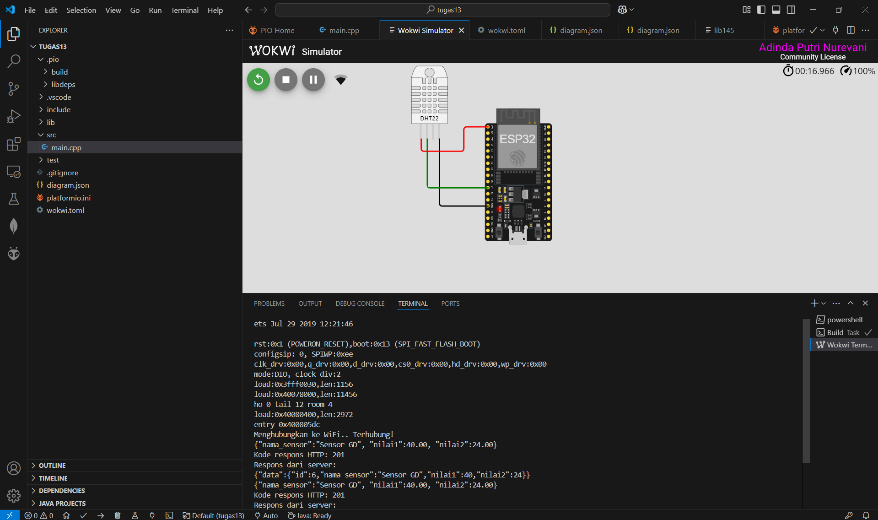 File Edit Selection View Go Run Terminal Help
tugas13
EXPLORER
TUGAS13
.pio
build
libdeps
.vscode
include
lib
src
main.cpp
test
.gitignore
diagram.json
platformio.ini
wokwi.toml
OUTLINE
TIMELINE
DEPENDENCIES
JAVA PROJECTS
PIO Home main.cpp Wokwi Simulator wokwi.toml diagram.json diagram.json lib145 platfor
WOKWI Simulator
Adinda Putri Nurevani
Community License
00:16.966 100%
DHT22
ESP32
PROBLEMS OUTPUT DEBUG CONSOLE TERMINAL PORTS
powershell
Build Task
Wokwi Term...
ets Jul 29 2019 12:21:46
rst:0x1 (POWERON_RESET),boot:0x13 (SPI_FAST_FLASH_BOOT)
configsip: 0, SPIWP:0xee
clk_drv:0x00,q_drv:0x00,d_drv:0x00,cs0_drv:0x00,hd_drv:0x00,wp_drv:0x00
mode:DIO, clock div:2
load:0x3fff0030,len:1156
load:0x40078000,len:11456
ho 0 tail 12 room 4
load:0x40080400,len:2972
entry 0x400805dc
Menghubungkan ke WiFi.. Terhubung!
{"nama_sensor":"Sensor GD", "nilai1":40.00, "nilai2":24.00}
Kode respons HTTP: 201
Respons dari server:
{"data":{"id":6,"nama_sensor":"Sensor GD","nilai1":40,"nilai2":24}}
{"nama_sensor":"Sensor GD", "nilai1":40.00, "nilai2":24.00}
Kode respons HTTP: 201
Respons dari server:
0 0 Default (tugas13) Auto Java: Ready